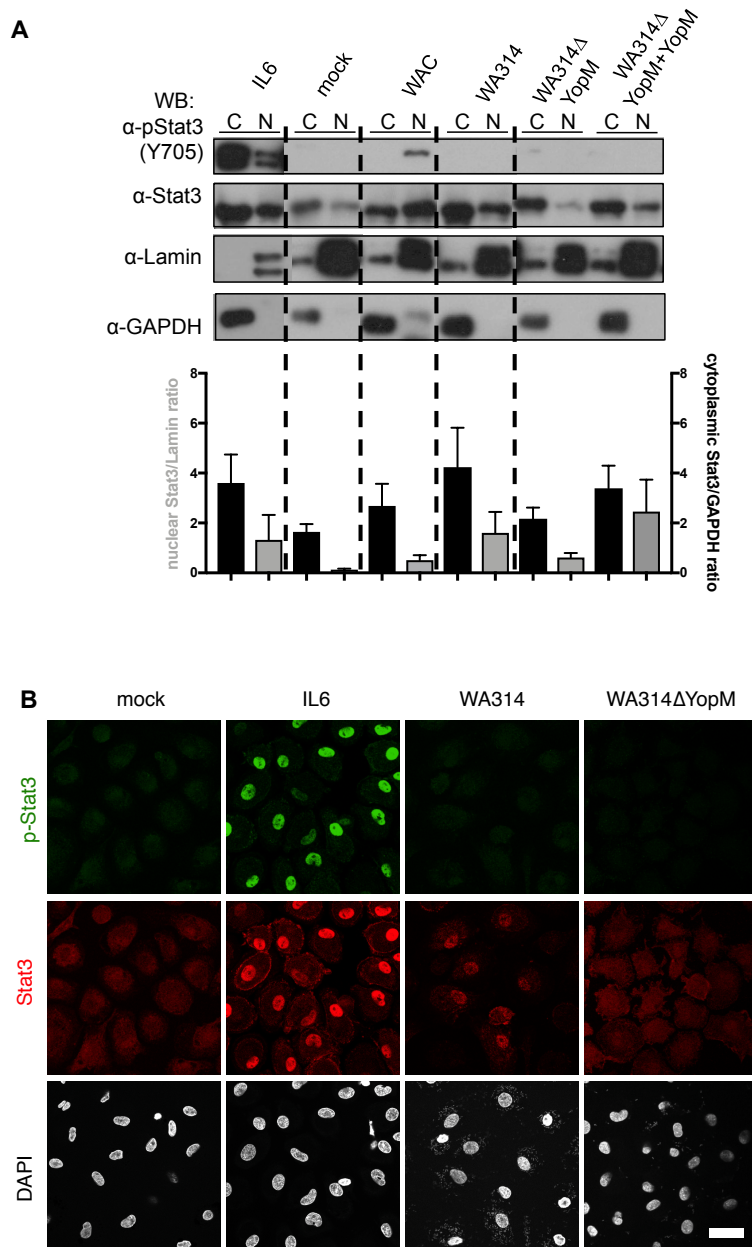 A
IL6
mock
WAC
WA314
WA314Δ
YopM
WA314Δ
YopM+YopM
WB:
C N C N C N C N C N C N
α-pStat3
(Y705)
α-Stat3
α-Lamin
α-GAPDH
nuclear Stat3/Lamin ratio
8
6
4
2
0
8
6
4
2
0
cytoplasmic Stat3/GAPDH ratio
B
mock IL6 WA314 WA314ΔYopM
p-Stat3
Stat3
DAPI